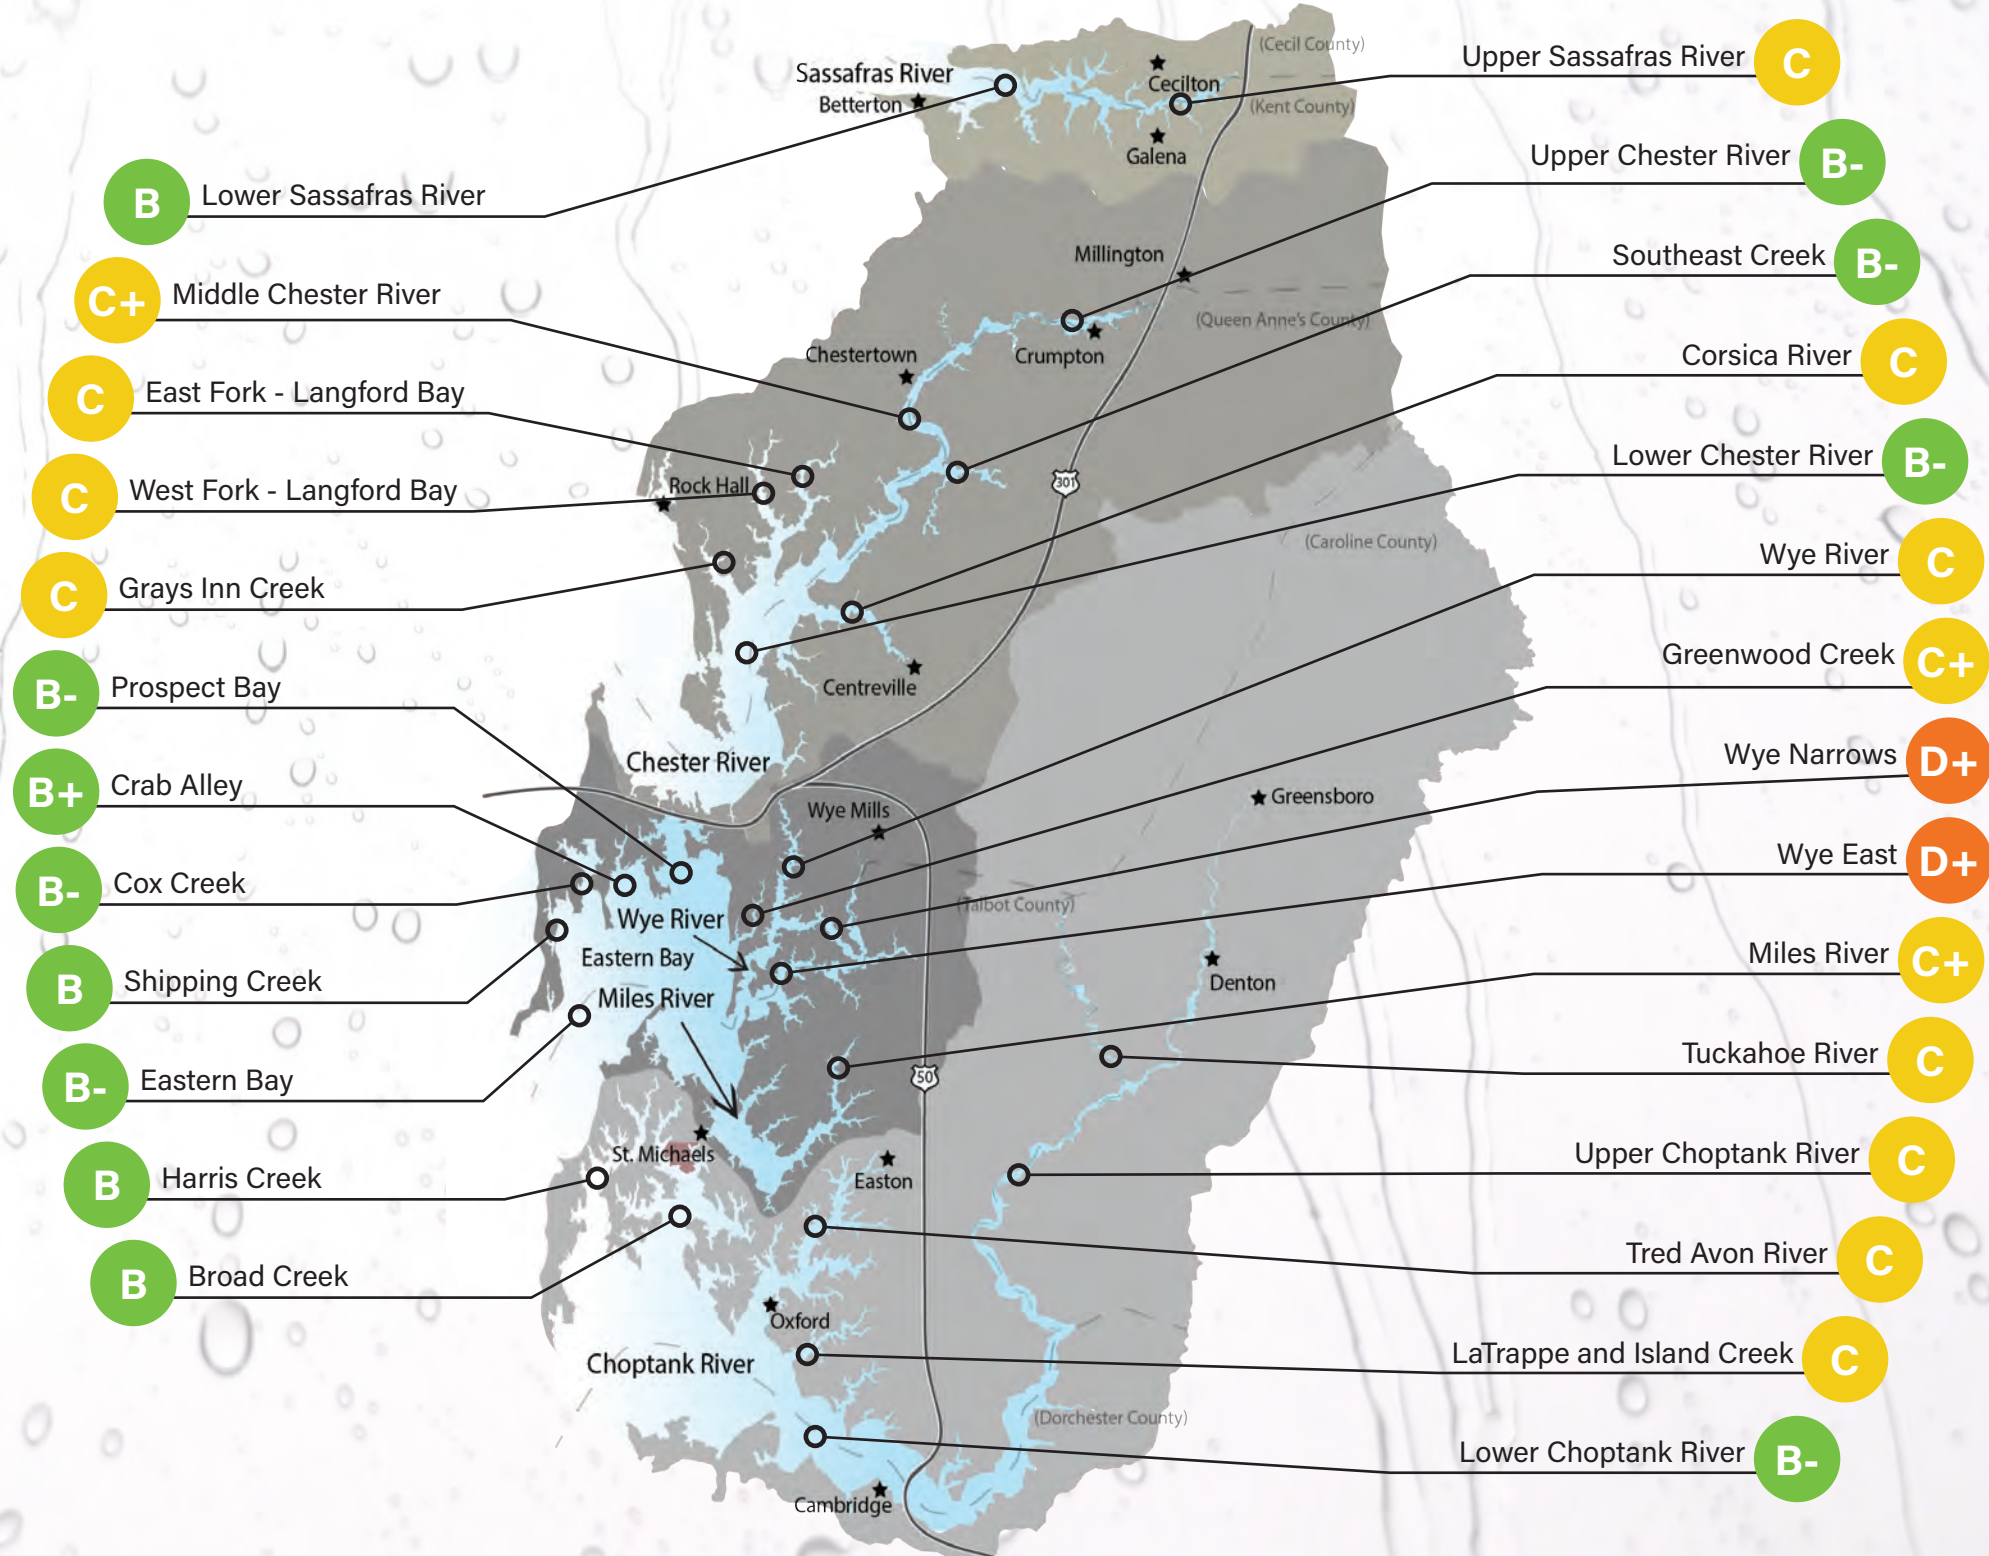 B Lower Sassafras River
C+ Middle Chester River
C East Fork - Langford Bay
C West Fork - Langford Bay
C Grays Inn Creek
B- Prospect Bay
B+ Crab Alley
B- Cox Creek
B Shipping Creek
B- Eastern Bay
B Harris Creek
B Broad Creek
(Cecil County)
Sassafras River
Cecilton
Betterton
(Kent County)
Galena
Millington
(Queen Anne's County)
Chestertown
Crumpton
Rock Hall
301
(Caroline County)
Centreville
Chester River
Wye Mills
Greensboro
(Talbot County)
Wye River
Eastern Bay
Denton
Miles River
50
St. Michaels
Easton
Oxford
Choptank River
(Dorchester County)
Cambridge
Upper Sassafras River C
Upper Chester River B-
Southeast Creek B-
Corsica River C
Lower Chester River B-
Wye River C
Greenwood Creek C+
Wye Narrows D+
Wye East D+
Miles River C+
Tuckahoe River C
Upper Choptank River C
Tred Avon River C
LaTrappe and Island Creek C
Lower Choptank River B-